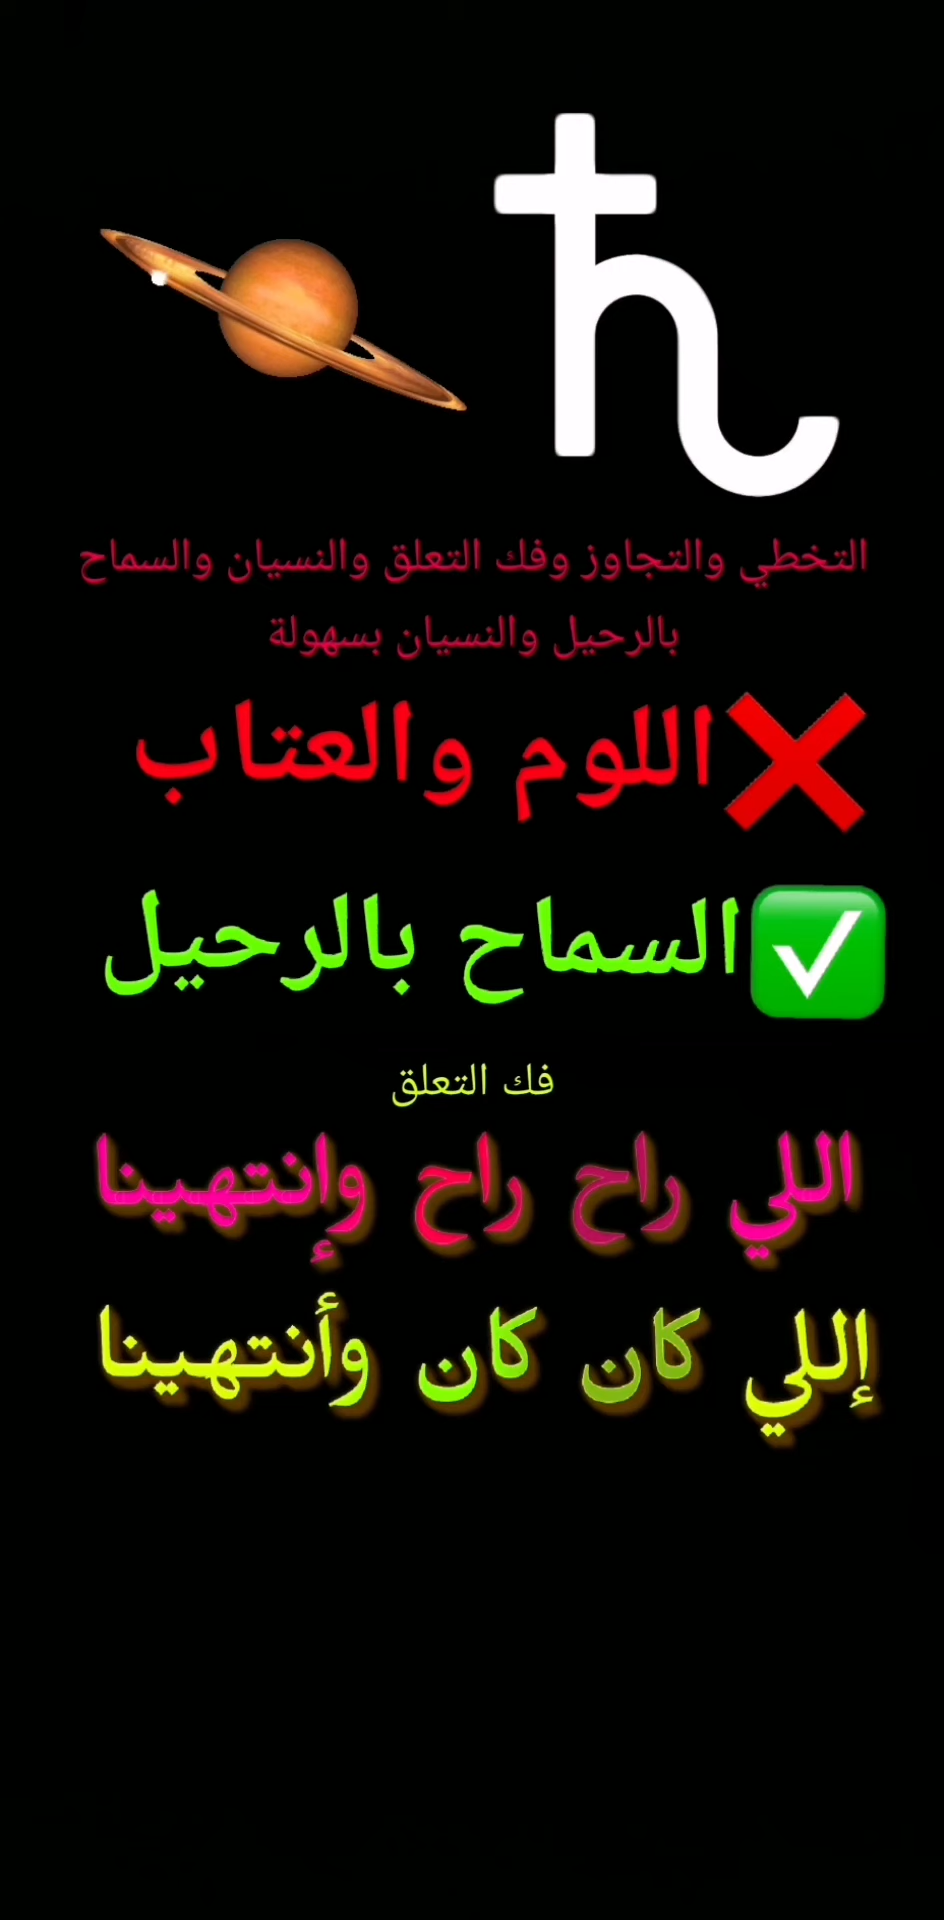 التخطي والتجاوز وفك التعلق والنسيان والسماح
بالرحيل والنسيان بسهولة
❌اللوم والعتاب
✅السماح بالرحيل
فك التعلق
اللي راح راح وإنتهينا
إللي كان كان وأنتهينا